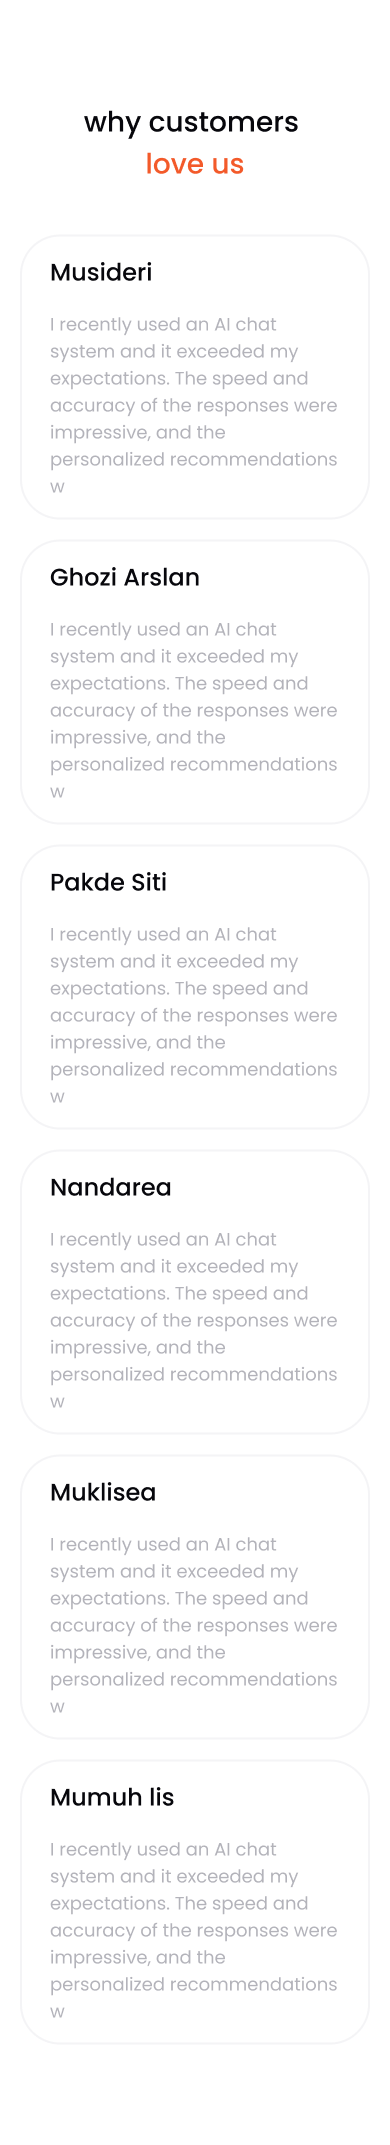 why customers
love us
Musideri
I recently used an AI chat
system and it exceeded my
expectations. The speed and
accuracy of the responses were
impressive, and the
personalized recommendations
w
Ghozi Arslan
I recently used an AI chat
system and it exceeded my
expectations. The speed and
accuracy of the responses were
impressive, and the
personalized recommendations
w
Pakde Siti
I recently used an AI chat
system and it exceeded my
expectations. The speed and
accuracy of the responses were
impressive, and the
personalized recommendations
w
Nandarea
I recently used an AI chat
system and it exceeded my
expectations. The speed and
accuracy of the responses were
impressive, and the
personalized recommendations
w
Muklisea
I recently used an AI chat
system and it exceeded my
expectations. The speed and
accuracy of the responses were
impressive, and the
personalized recommendations
w
Mumuh lis
I recently used an AI chat
system and it exceeded my
expectations. The speed and
accuracy of the responses were
impressive, and the
personalized recommendations
w